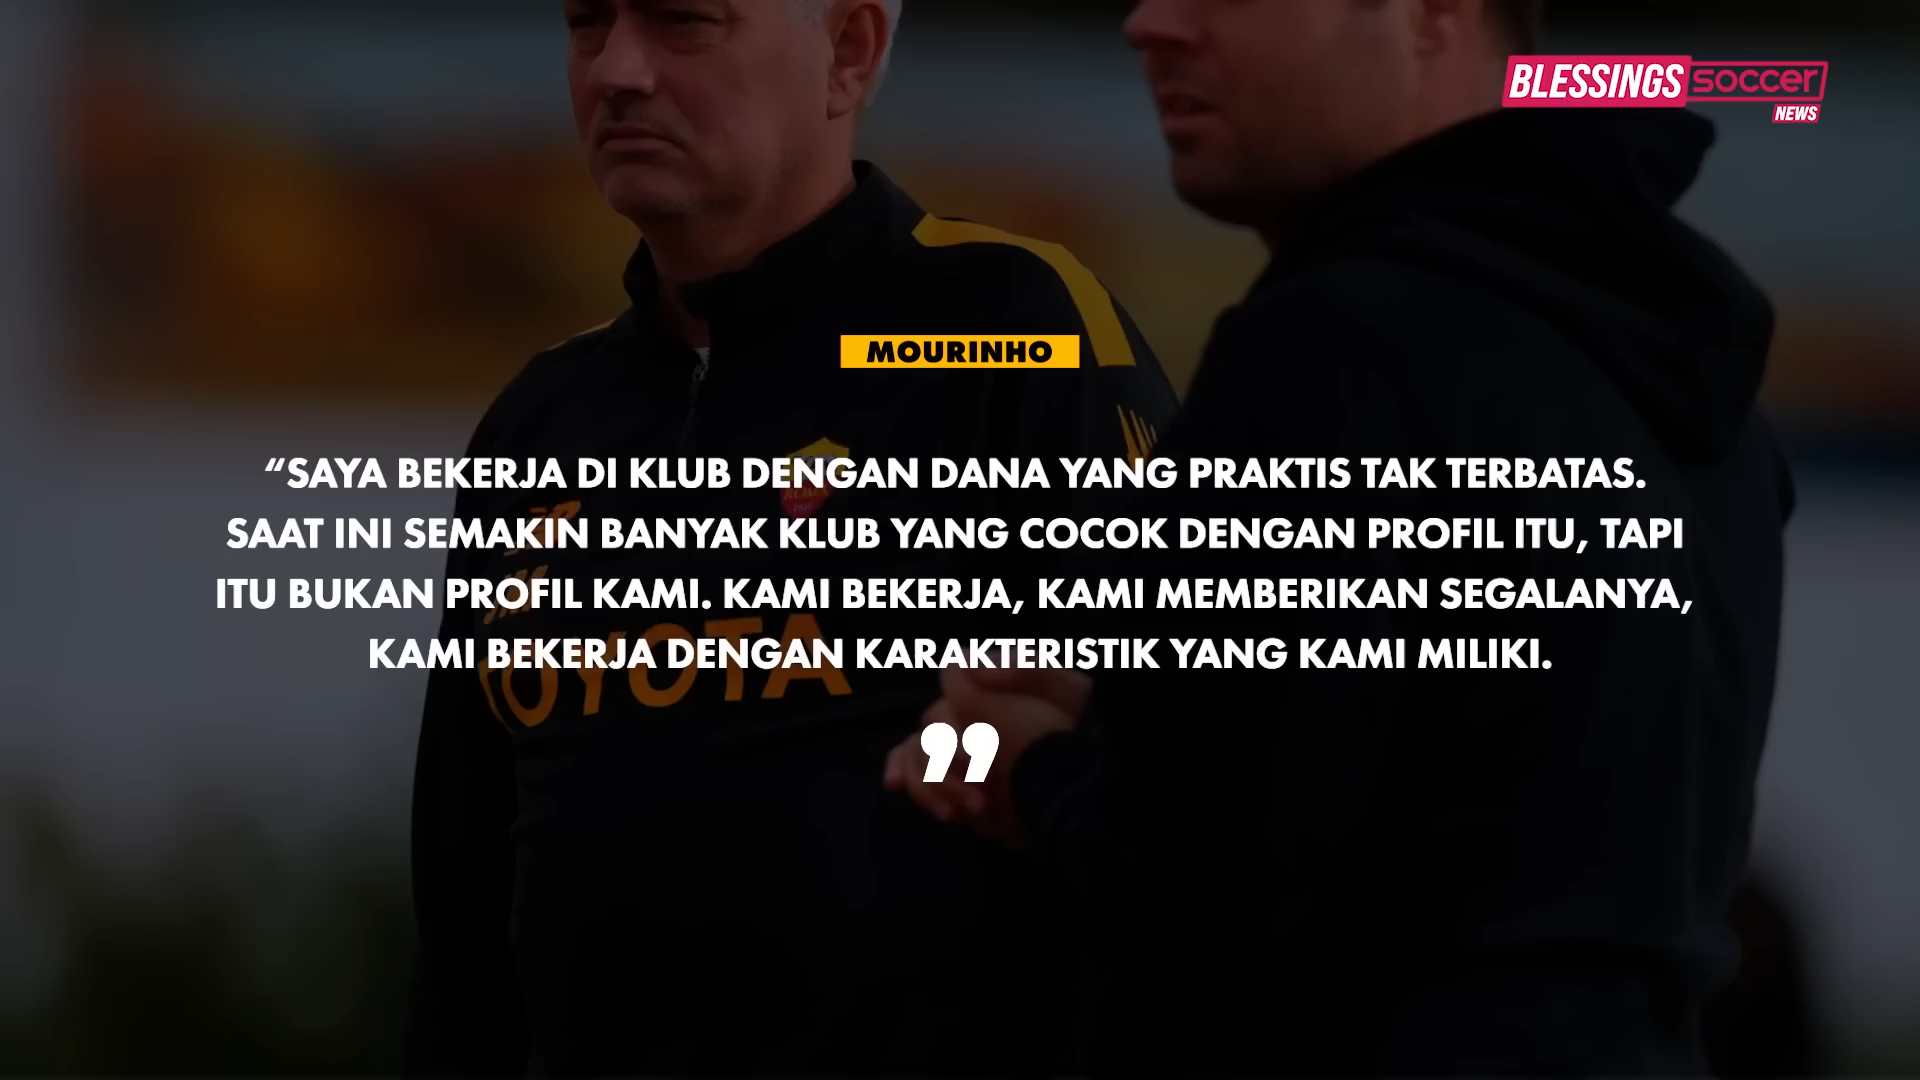 BLESSINGS soccer
NEWS
MOURINHO
“SAYA BEKERJA DI KLUB DENGAN DANA YANG PRAKTIS TAK TERBATAS.
SAAT INI SEMAKIN BANYAK KLUB YANG COCOK DENGAN PROFIL ITU, TAPI
ITU BUKAN PROFIL KAMI. KAMI BEKERJA, KAMI MEMBERIKAN SEGALANYA,
KAMI BEKERJA DENGAN KARAKTERISTIK YANG KAMI MILIKI.
”
TOYOTA